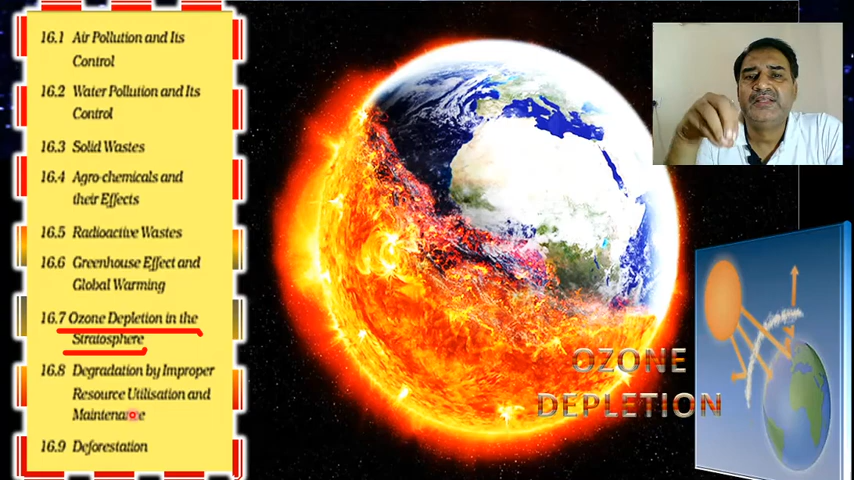 16.1 Air Pollution and Its
Control
16.2 Water Pollution and Its
Control
16.3 Solid Wastes
16.4 Agro-chemicals and
their Effects
16.5 Radioactive Wastes
16.6 Greenhouse Effect and
Global Warming
16.7 Ozone Depletion in the
Stratosphere
16.8 Degradation by Improper
Resource Utilisation and
Maintenance
16.9 Deforestation
OZONE
DEPLETION